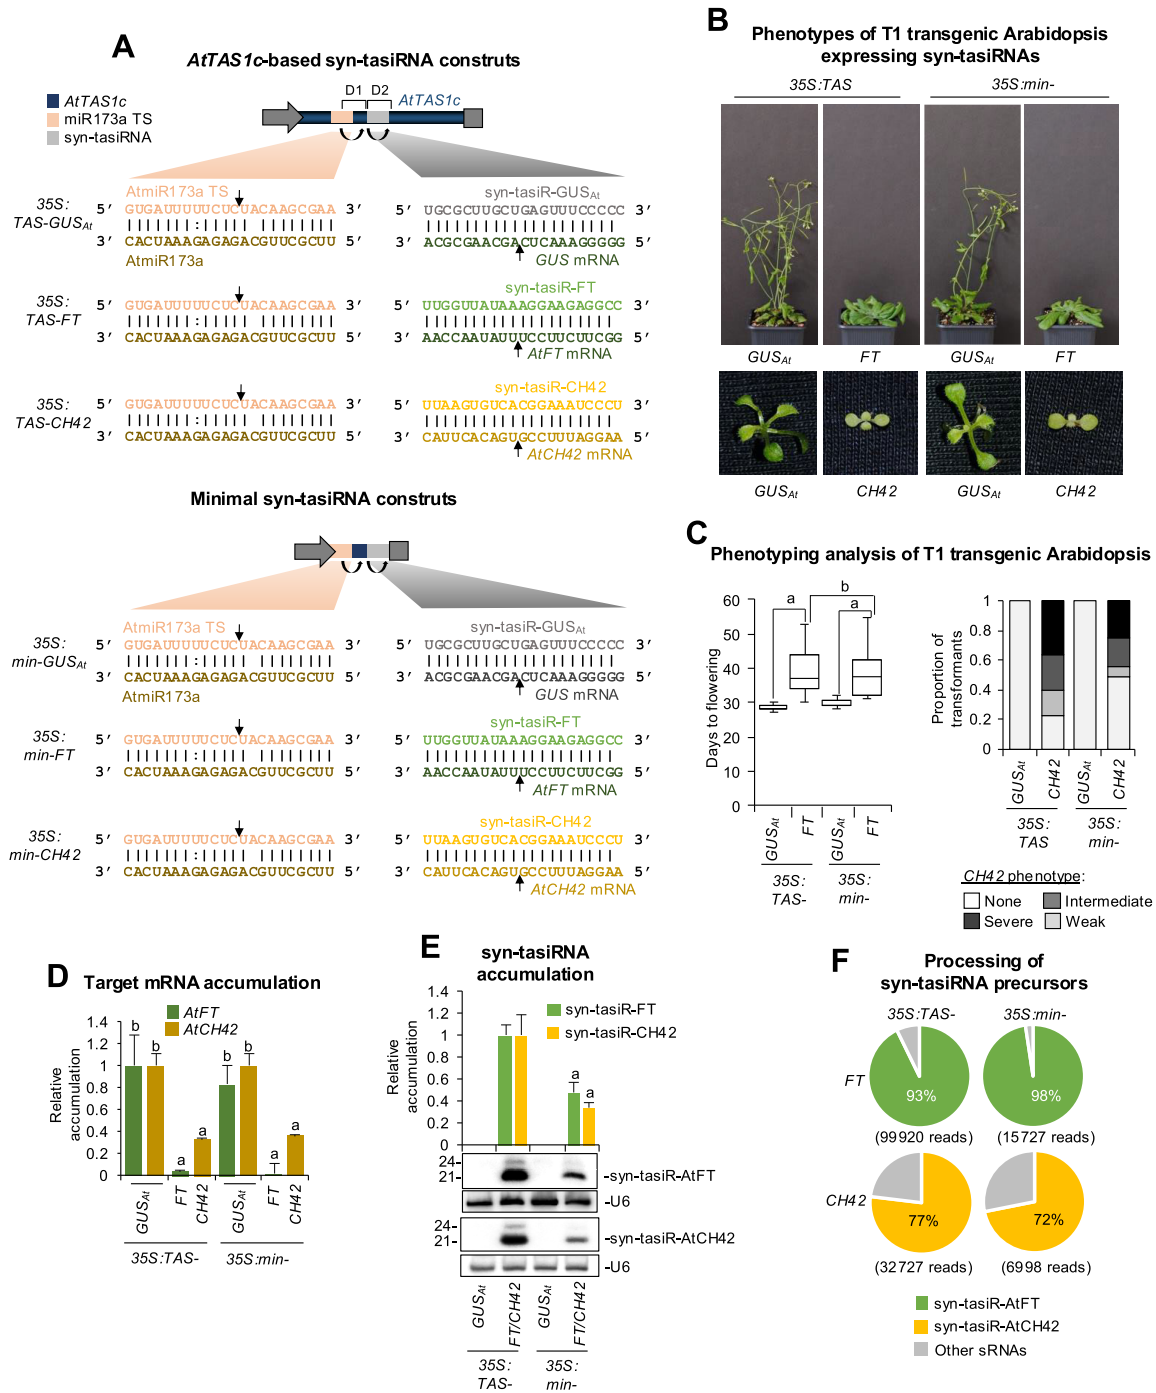 A
AtTAS1c-based syn-tasiRNA construts
AtTAS1c
miR173a TS
syn-tasiRNA
D1 D2
AtTAS1c
35S:
TAS-GUSAt
AtmiR173a TS
5′ GUGAUUUUUCUCUACAAGCGAA 3′
3′ CACUAAAGAGAGACGUUCGCUU 5′
AtmiR173a
syn-tasiR-GUSAt
5′ UGCGCUUGCUGAGUUUCCCCC 3′
3′ ACGCGAACGACUCAAAGGGGG 5′
GUS mRNA
35S:
TAS-FT
5′ GUGAUUUUUCUCUACAAGCGAA 3′
3′ CACUAAAGAGAGACGUUCGCUU 5′
syn-tasiR-FT
5′ UUGGUUAUAAAGGAAGAGGCC 3′
3′ AACCAAUAUUUCCUUCUUCGG 5′
AtFT mRNA
35S:
TAS-CH42
5′ GUGAUUUUUCUCUACAAGCGAA 3′
3′ CACUAAAGAGAGACGUUCGCUU 5′
syn-tasiR-CH42
5′ UUAAGUGUCACGGAAAUCCCU 3′
3′ CAUUCACAGUGCCUUUAGGAA 5′
AtCH42 mRNA
Minimal syn-tasiRNA construts
35S:
min-GUSAt
AtmiR173a TS
5′ GUGAUUUUUCUCUACAAGCGAA 3′
3′ CACUAAAGAGAGACGUUCGCUU 5′
AtmiR173a
syn-tasiR-GUSAt
5′ UGCGCUUGCUGAGUUUCCCCC 3′
3′ ACGCGAACGACUCAAAGGGGG 5′
GUS mRNA
35S:
min-FT
5′ GUGAUUUUUCUCUACAAGCGAA 3′
3′ CACUAAAGAGAGACGUUCGCUU 5′
syn-tasiR-FT
5′ UUGGUUAUAAAGGAAGAGGCC 3′
3′ AACCAAUAUUUCCUUCUUCGG 5′
AtFT mRNA
35S:
min-CH42
5′ GUGAUUUUUCUCUACAAGCGAA 3′
3′ CACUAAAGAGAGACGUUCGCUU 5′
syn-tasiR-CH42
5′ UUAAGUGUCACGGAAAUCCCU 3′
3′ CAUUCACAGUGCCUUUAGGAA 5′
AtCH42 mRNA
B
Phenotypes of T1 transgenic Arabidopsis
expressing syn-tasiRNAs
35S:TAS 35S:min-
GUSAt FT GUSAt FT
GUSAt CH42 GUSAt CH42
C
Phenotyping analysis of T1 transgenic Arabidopsis
Days to flowering
60
50
40
30
20
10
0
a
b
a
GUSAt FT GUSAt FT
35S:
TAS-
35S:
min-
Proportion of
transformants
1
0.8
0.6
0.4
0.2
0
GUSAt CH42 GUSAt CH42
35S:
TAS
35S:
min-
CH42 phenotype:
None Intermediate
Severe Weak
D
Target mRNA accumulation
AtFT
AtCH42
Relative
accumulation
1.4
1.2
1
0.8
0.6
0.4
0.2
0
b b a a b b a a
GUSAt FT CH42 GUSAt FT CH42
35S:TAS- 35S:min-
E
syn-tasiRNA
accumulation
syn-tasiR-FT
syn-tasiR-CH42
Relative
accumulation
1.4
1.2
1
0.8
0.6
0.4
0.2
0
a a
24-
21-
-syn-tasiR-AtFT
-U6
24-
21-
-syn-tasiR-AtCH42
-U6
GUSAt FT/CH42 GUSAt FT/CH42
35S:
TAS-
35S:
min-
F
Processing of
syn-tasiRNA precursors
35S:TAS- 35S:min-
FT
93% 98%
(99920 reads) (15727 reads)
CH42
77% 72%
(32727 reads) (6998 reads)
syn-tasiR-AtFT
syn-tasiR-AtCH42
Other sRNAs